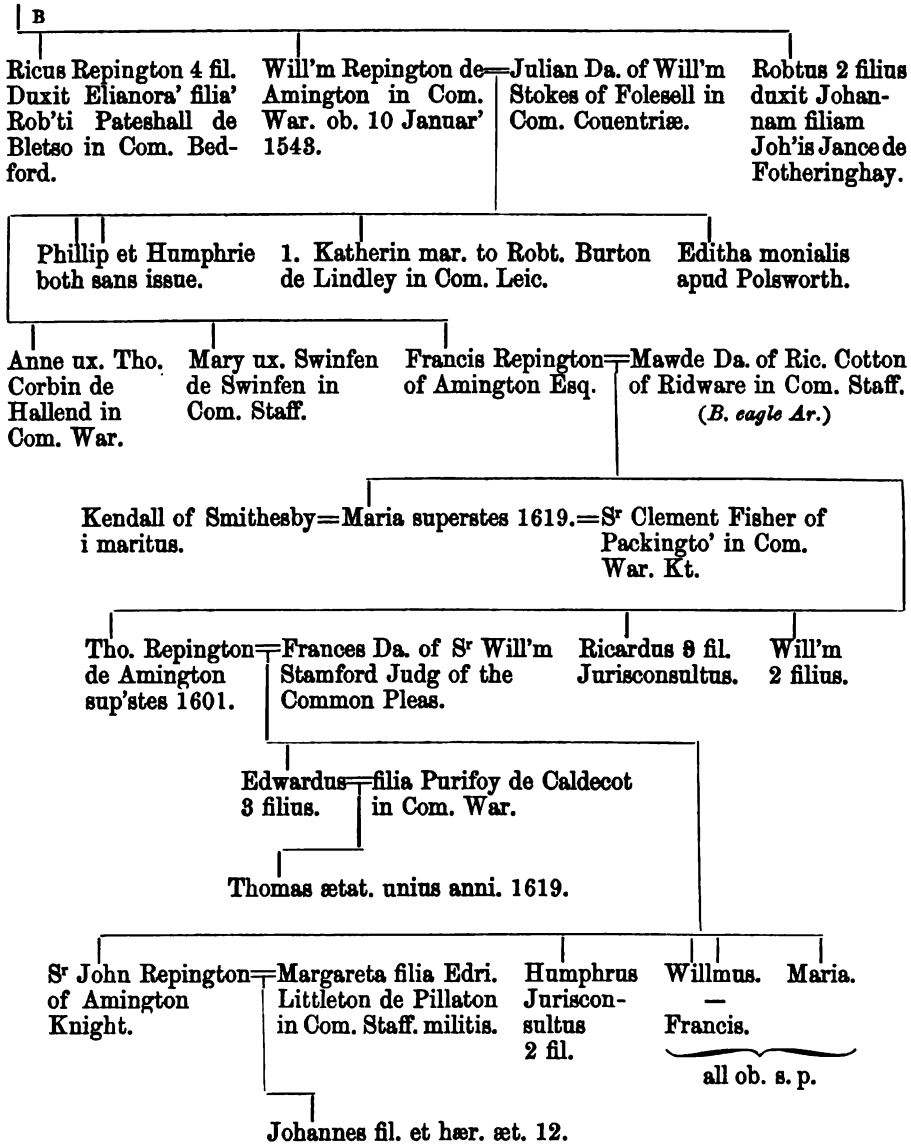 B
Ricus Repington 4 fil.
Duxit Elianora' filia'
Rob'ti Pateshall de
Bletso in Com. Bed-
ford.
Will'm Repington de
Amington in Com.
War. ob. 10 Januar'
1543.
Julian Da. of Will'm
Stokes of Folesell in
Com. Couentriæ.
Robtus 2 filius
duxit Johan-
nam filiam
Joh'is Jance de
Fotheringhay.
Phillip et Humphrie
both sans issue.
1. Katherin mar. to Robt. Burton
de Lindley in Com. Leic.
Editha monialis
apud Polsworth.
Anne ux. Tho.
Corbin de
Hallend in
Com. War.
Mary ux. Swinfen
de Swinfen in
Com. Staff.
Francis Repington
of Amington Esq.
Mawde Da. of Ric. Cotton
of Ridware in Com. Staff.
(B. eagle Ar.)
Kendall of Smithesby=Maria superstes 1619.=Sr Clement Fisher of
i maritus.
Packingto' in Com.
War. Kt.
Tho. Repington
de Amington
sup'stes 1601.
Frances Da. of Sr Will'm
Stamford Judg of the
Common Pleas.
Ricardus 3 fil.
Jurisconsultus.
Will'm
2 filius.
Edwardus
3 filius.
filia Purifoy de Caldecot
in Com. War.
Thomas ætat. unius anni. 1619.
Sr John Repington
of Amington
Knight.
Margareta filia Edri.
Littleton de Pillaton
in Com. Staff. militis.
Humphrus
Juriscon-
sultus
2 fil.
Willmus.
—
Francis.
Maria.
all ob. s. p.
Johannes fil. et hær. æt. 12.